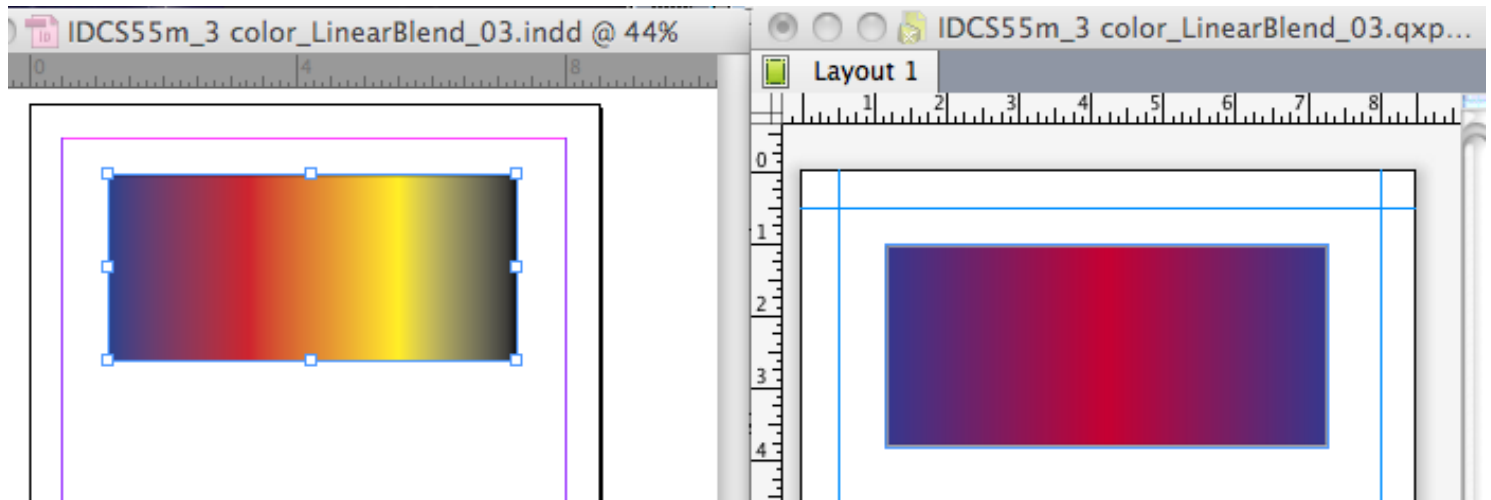 IDCS55m_3 color_LinearBlend_03.indd @ 44%
0 4 8
IDCS55m_3 color_LinearBlend_03.qxp...
Layout 1
1 2 3 4 5 6 7 8
0
1
2
3
4